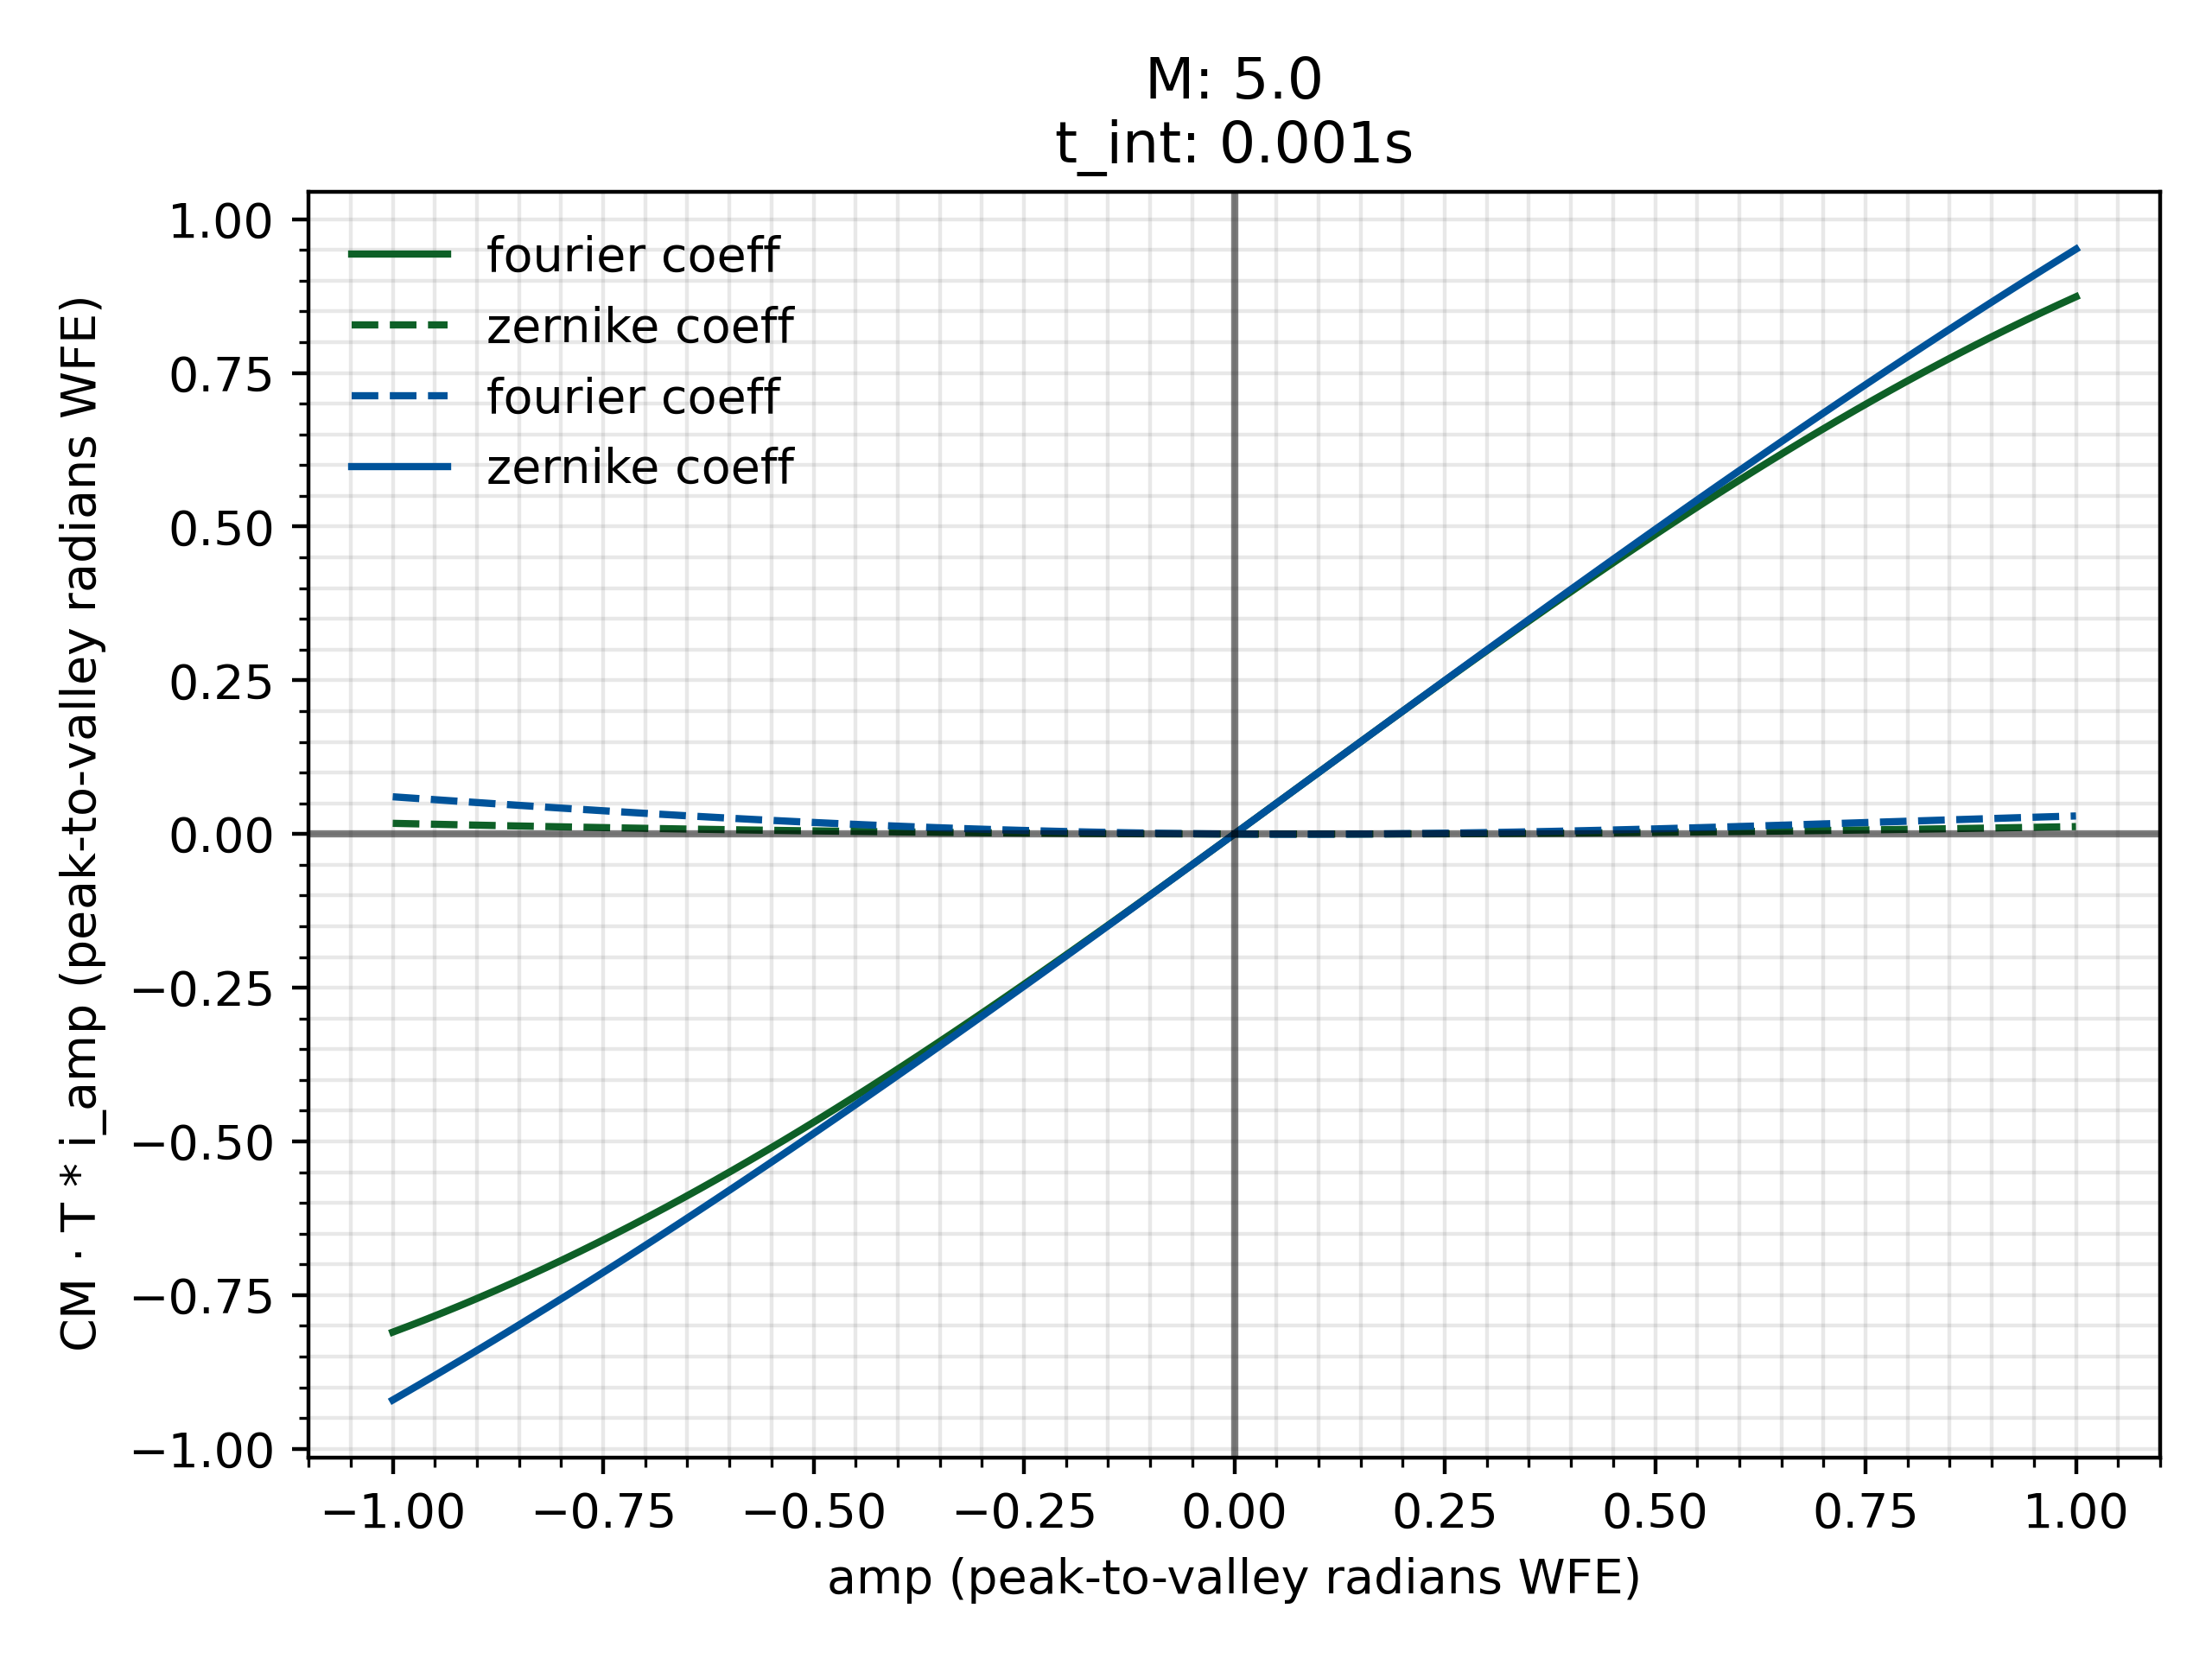 M: 5.0
t_int: 0.001s
CM · T * i_amp (peak-to-valley radians WFE)
1.00
0.75
0.50
0.25
0.00
−0.25
−0.50
−0.75
−1.00
fourier coeff
zernike coeff
fourier coeff
zernike coeff
−1.00 −0.75 −0.50 −0.25 0.00 0.25 0.50 0.75 1.00
amp (peak-to-valley radians WFE)